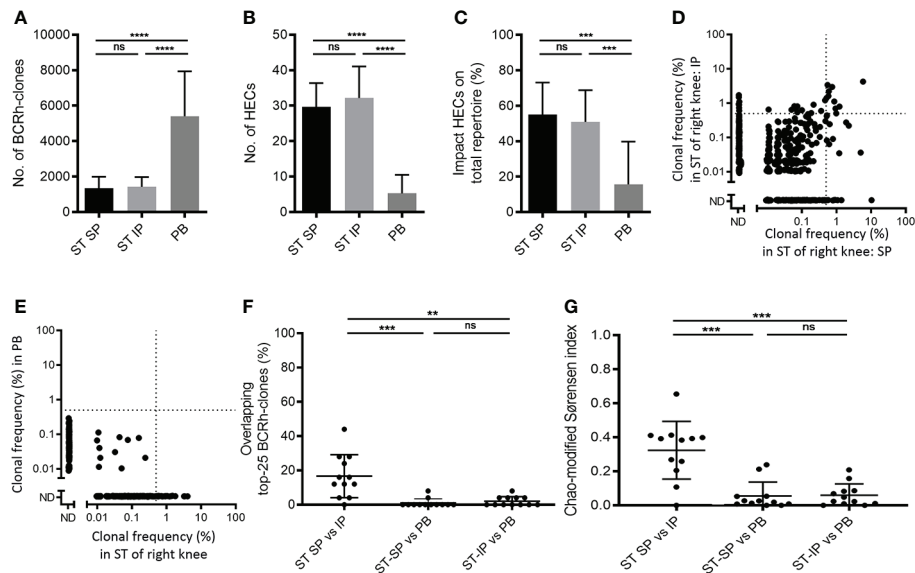 A
No. of BCRh-clones
10000
8000
6000
4000
2000
0
****
ns
****
ST SP
ST IP
PB
B
No. of HECs
50
40
30
20
10
0
****
ns
****
ST SP
ST IP
PB
C
Impact HECs on
total repertoire (%)
100
80
60
40
20
0
***
ns
***
ST SP
ST IP
PB
D
Clonal frequency (%)
in ST of right knee: IP
100
10
1
0.1
0.01
ND
ND
0.1
1
10
100
Clonal frequency (%)
in ST of right knee: SP
E
Clonal frequency (%) in PB
100
10
1
0.1
0.01
ND
ND
0.01
0.1
1
10
100
Clonal frequency (%)
in ST of right knee
F
Overlapping
top-25 BCRh-clones (%)
100
80
60
40
20
0
**
***
ns
ST SP vs IP
ST-SP vs PB
ST-IP vs PB
G
Chao-modified Sørensen index
1.0
0.8
0.6
0.4
0.2
0.0
***
***
ns
ST SP vs IP
ST-SP vs PB
ST-IP vs PB